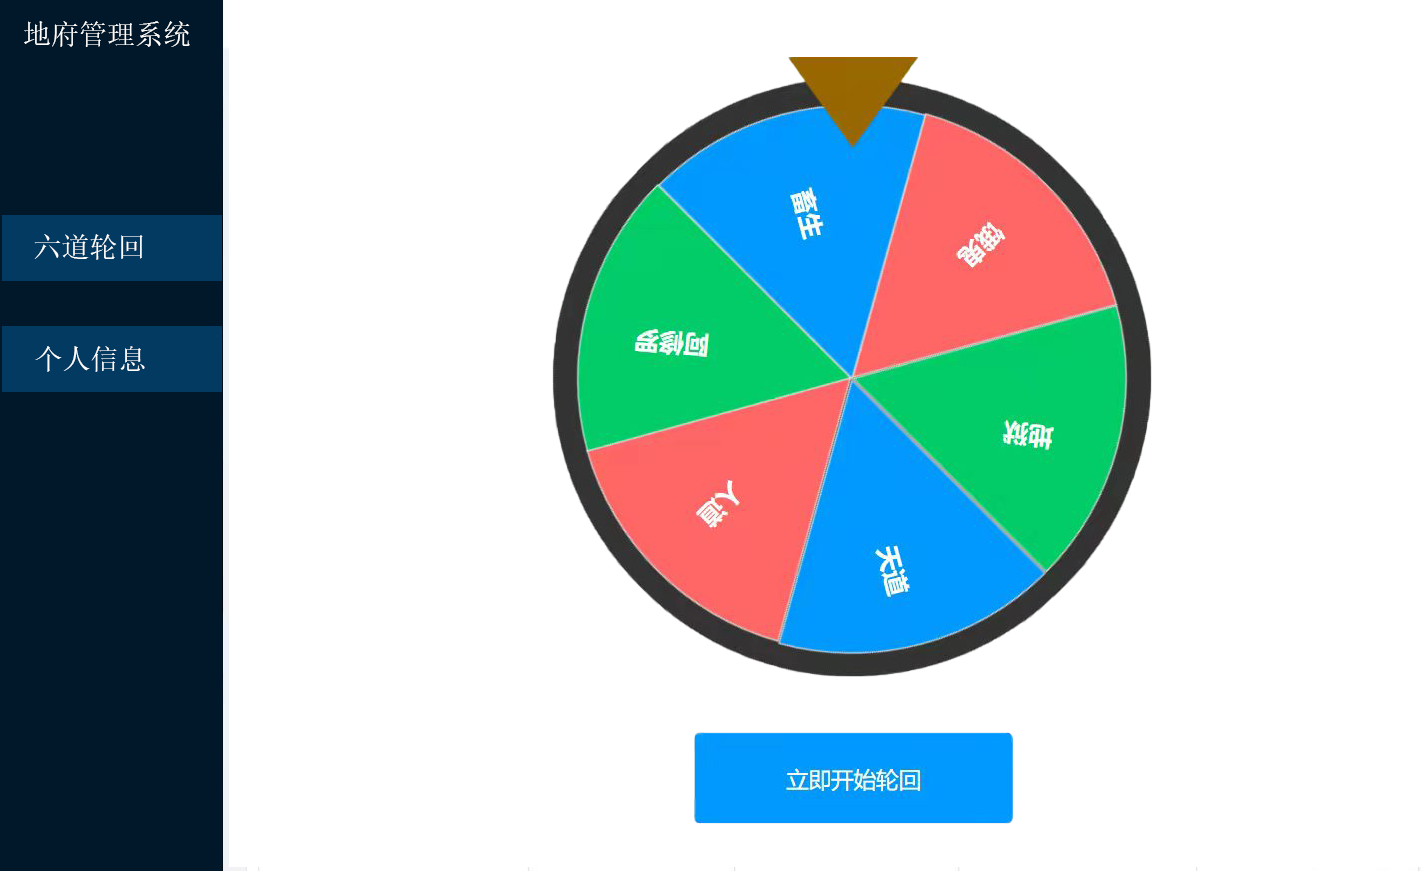 地府管理系统
六道轮回
个人信息
畜生
饿鬼
阿修罗
地狱
人道
天道
立即开始轮回